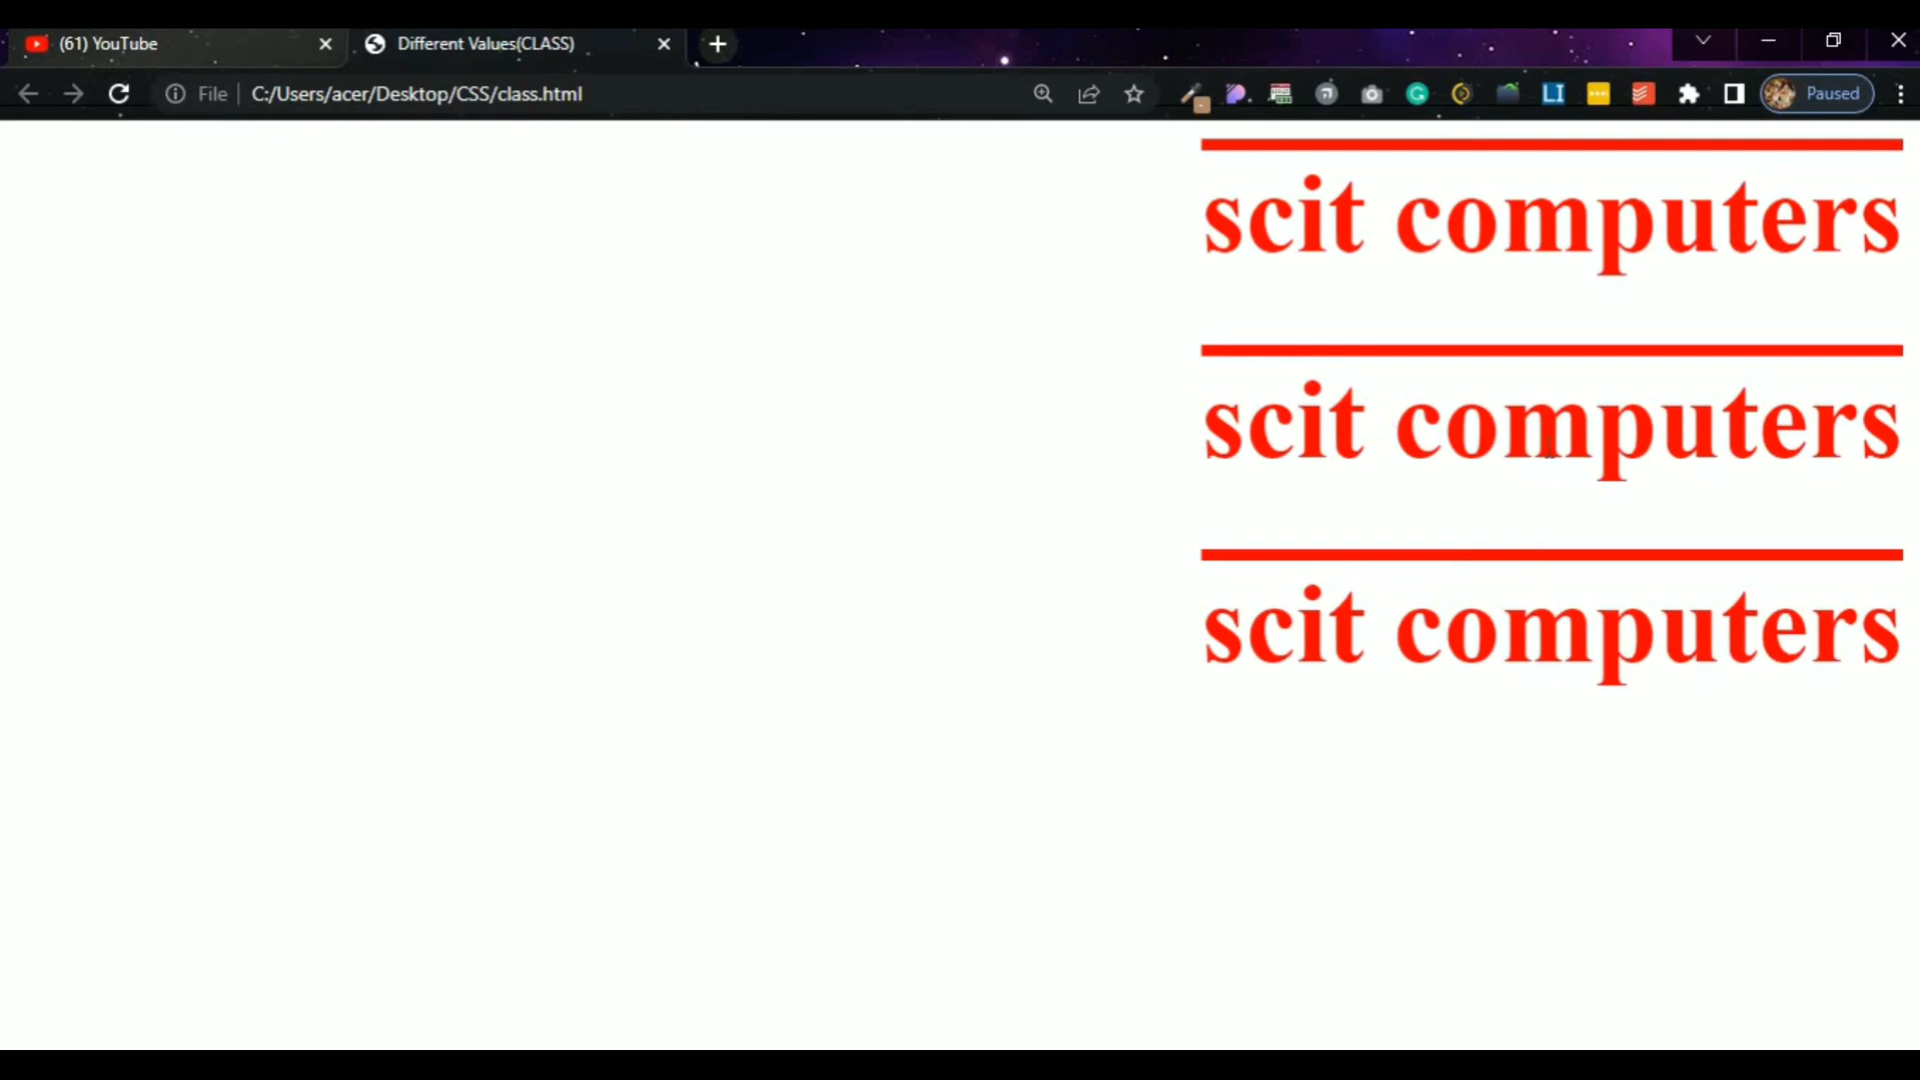 (61) YouTube
Different Values(CLASS)
File
C:/Users/acer/Desktop/CSS/class.html
LI
Paused
scit computers
scit computers
scit computers